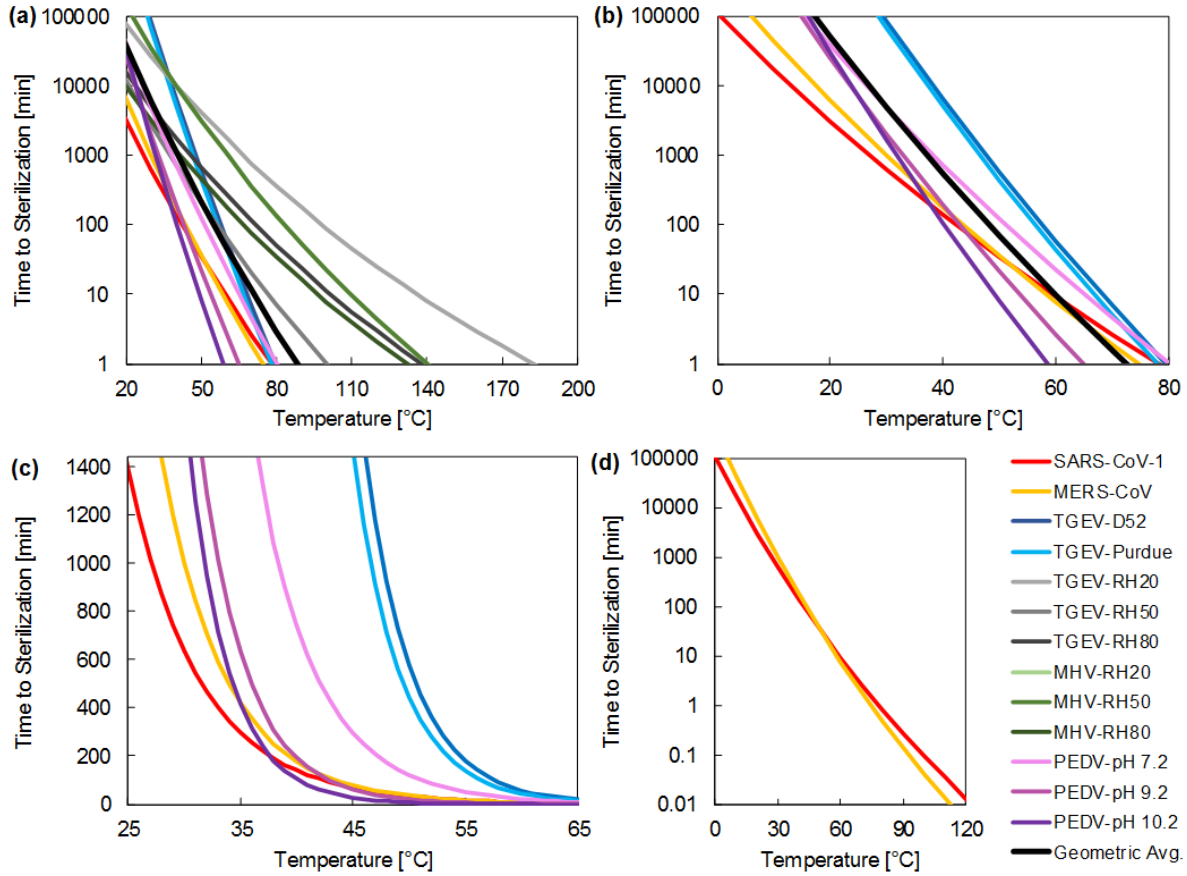 (a)
100000
10000
1000
100
10
1
Time to Sterilization [min]
20 50 80 110 140 170 200
Temperature [°C]
(b)
100000
10000
1000
100
10
1
Time to Sterilization [min]
0 20 40 60 80
Temperature [°C]
(c)
1400
1200
1000
800
600
400
200
0
Time to Sterilization [min]
25 35 45 55 65
Temperature [°C]
(d)
100000
10000
1000
100
10
1
0.1
0.01
Time to Sterilization [min]
0 30 60 90 120
Temperature [°C]
SARS-CoV-1
MERS-CoV
TGEV-D52
TGEV-Purdue
TGEV-RH20
TGEV-RH50
TGEV-RH80
MHV-RH20
MHV-RH50
MHV-RH80
PEDV-pH 7.2
PEDV-pH 9.2
PEDV-pH 10.2
Geometric Avg.